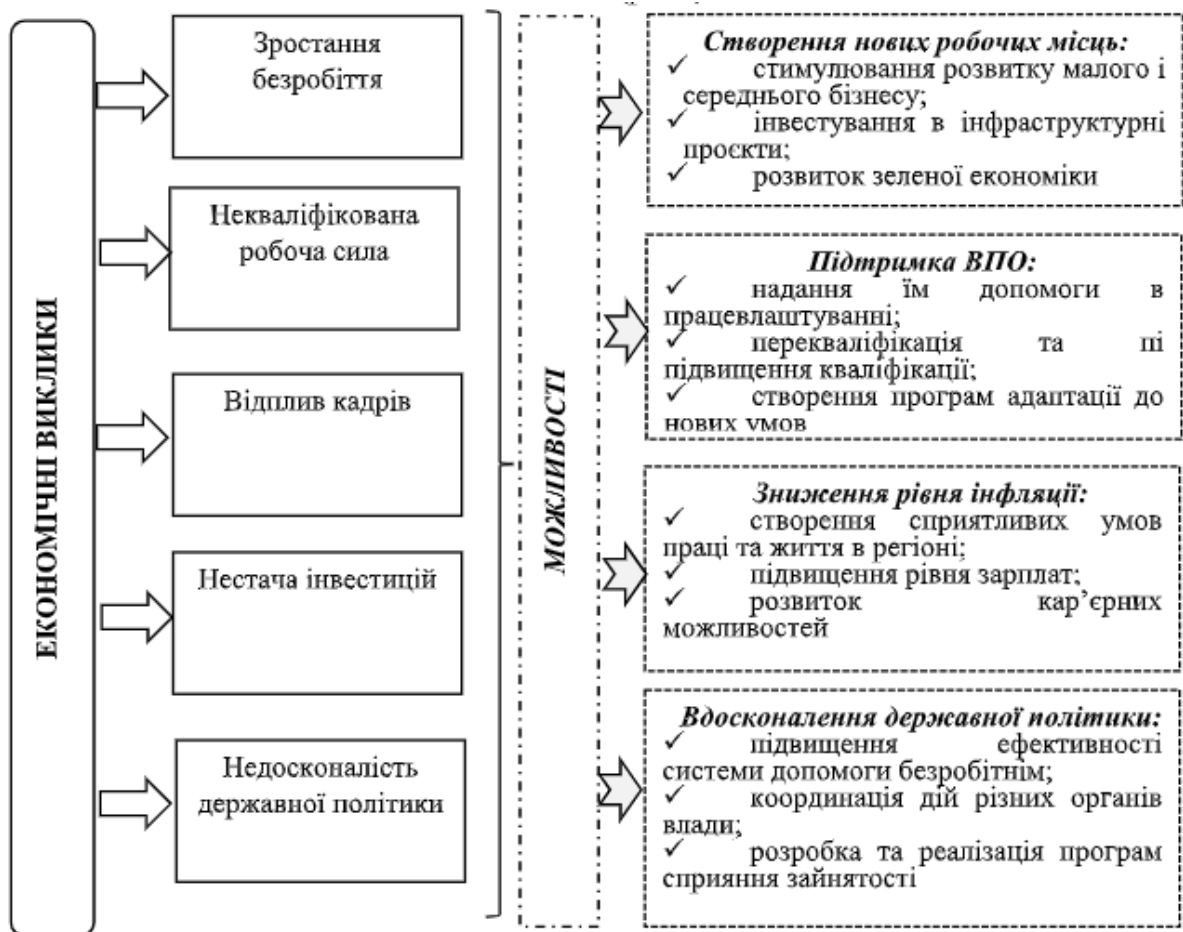 ЕКОНОМІЧНІ ВИКЛИКИ
Зростання
безробіття
Некваліфікована
робоча сила
Відплив кадрів
Нестача інвестицій
Недосконалість
державної політики
МОЖЛИВОСТІ
Створення нових робочих місць:
✓ стимулювання розвитку малого і
середнього бізнесу;
✓ інвестування в інфраструктурні
проєкти;
✓ розвиток зеленої економіки
Підтримка ВПО:
✓ надання їм допомоги в
працевлаштуванні;
✓ перекваліфікація та пі
підвищення кваліфікації;
✓ створення програм адаптації до
нових умов
Зниження рівня інфляції:
✓ створення сприятливих умов
праці та життя в регіоні;
✓ підвищення рівня зарплат;
✓ розвиток кар’єрних
можливостей
Вдосконалення державної політики:
✓ підвищення ефективності
системи допомоги безробітнім;
✓ координація дій різних органів
влади;
✓ розробка та реалізація програм
сприяння зайнятості